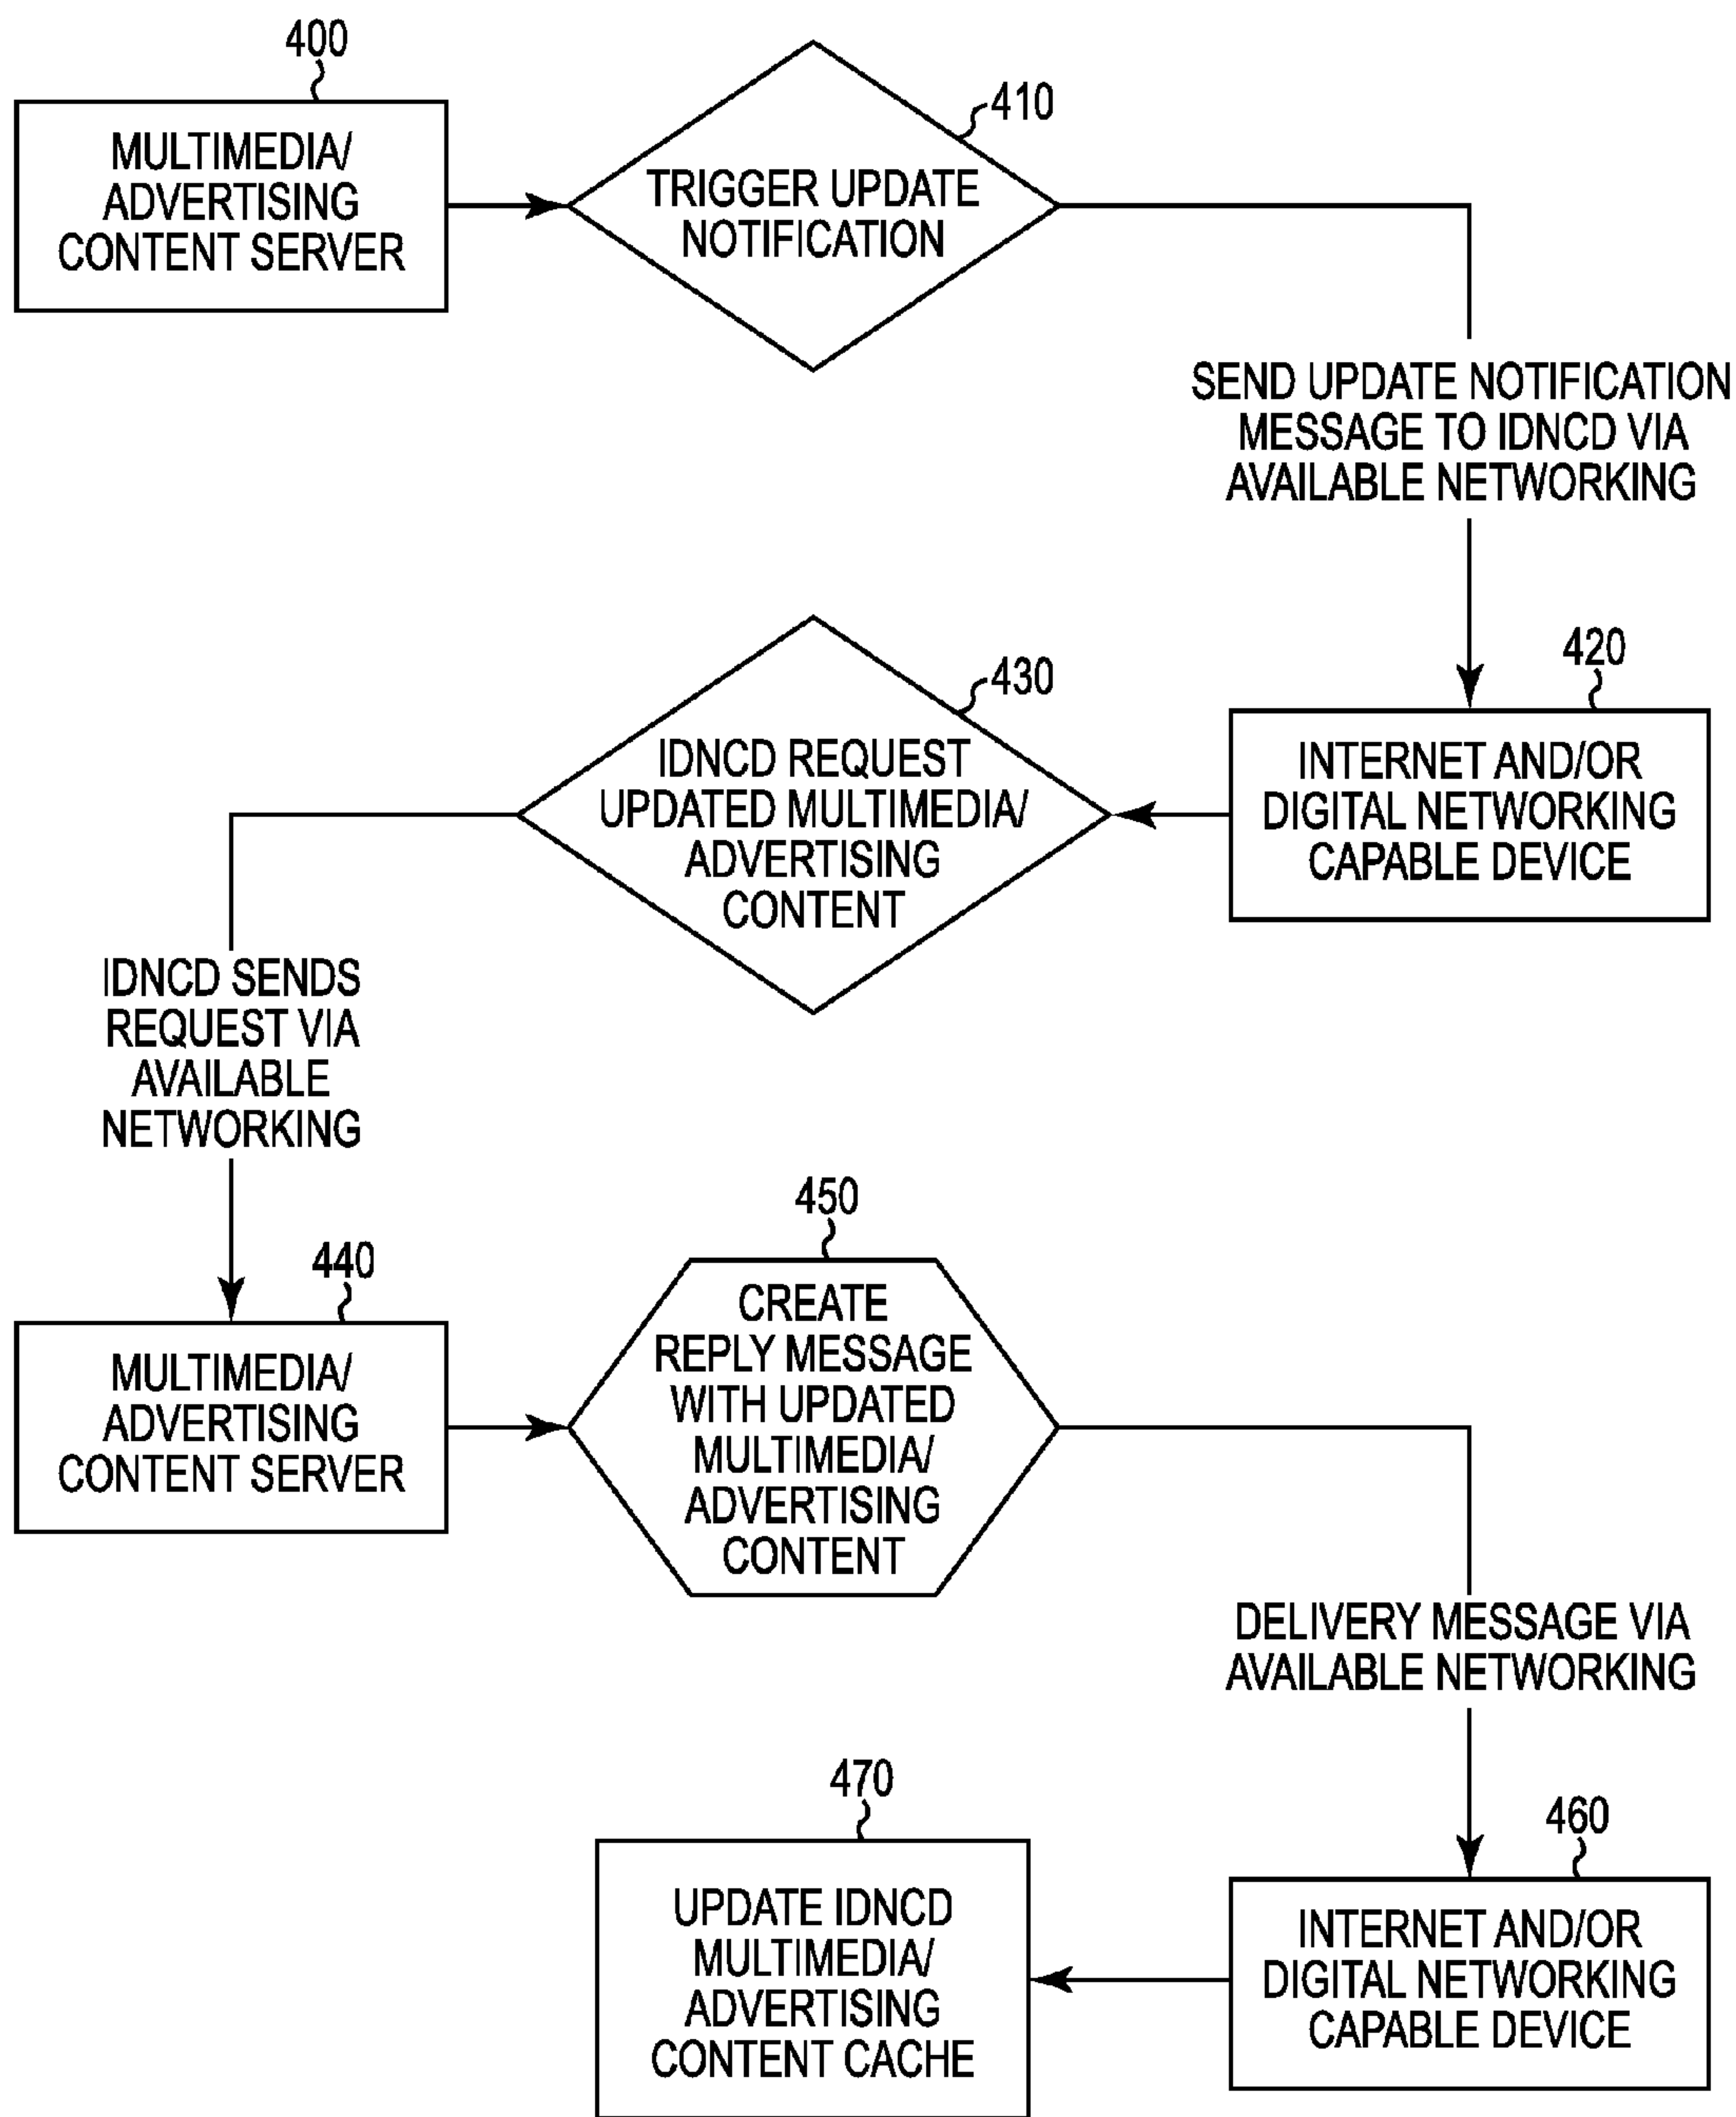 400
MULTIMEDIA/
ADVERTISING
CONTENT SERVER
410
TRIGGER UPDATE
NOTIFICATION
SEND UPDATE NOTIFICATION
MESSAGE TO IDNCD VIA
AVAILABLE NETWORKING
420
INTERNET AND/OR
DIGITAL NETWORKING
CAPABLE DEVICE
430
IDNCD REQUEST
UPDATED MULTIMEDIA/
ADVERTISING
CONTENT
IDNCD SENDS
REQUEST VIA
AVAILABLE
NETWORKING
440
MULTIMEDIA/
ADVERTISING
CONTENT SERVER
450
CREATE
REPLY MESSAGE
WITH UPDATED
MULTIMEDIA/
ADVERTISING
CONTENT
DELIVERY MESSAGE VIA
AVAILABLE NETWORKING
460
INTERNET AND/OR
DIGITAL NETWORKING
CAPABLE DEVICE
470
UPDATE IDNCD
MULTIMEDIA/
ADVERTISING
CONTENT CACHE